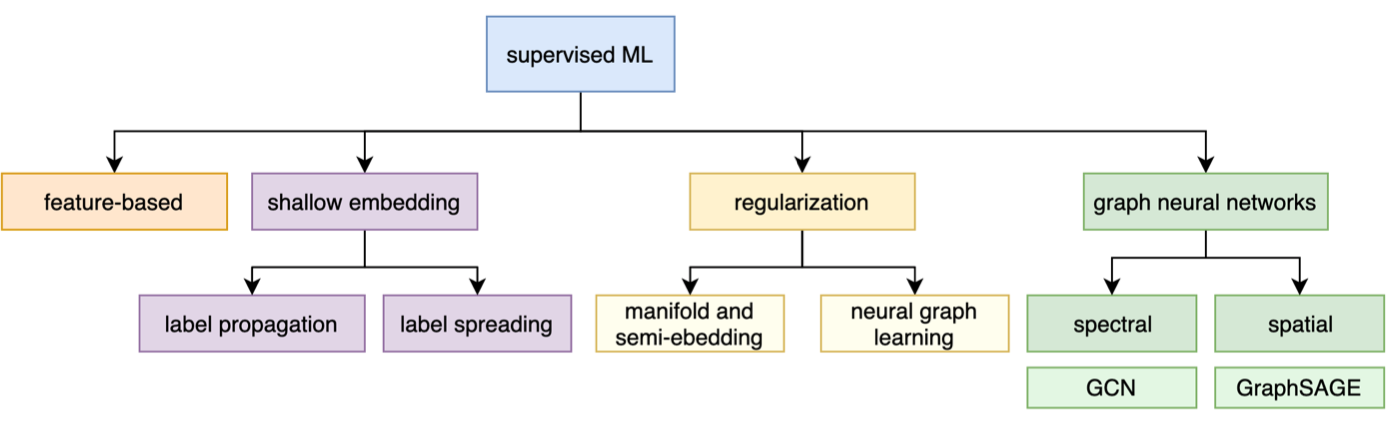 supervised ML
feature-based
shallow embedding
regularization
graph neural networks
label propagation
label spreading
manifold and
semi-ebedding
neural graph
learning
spectral
spatial
GCN
GraphSAGE